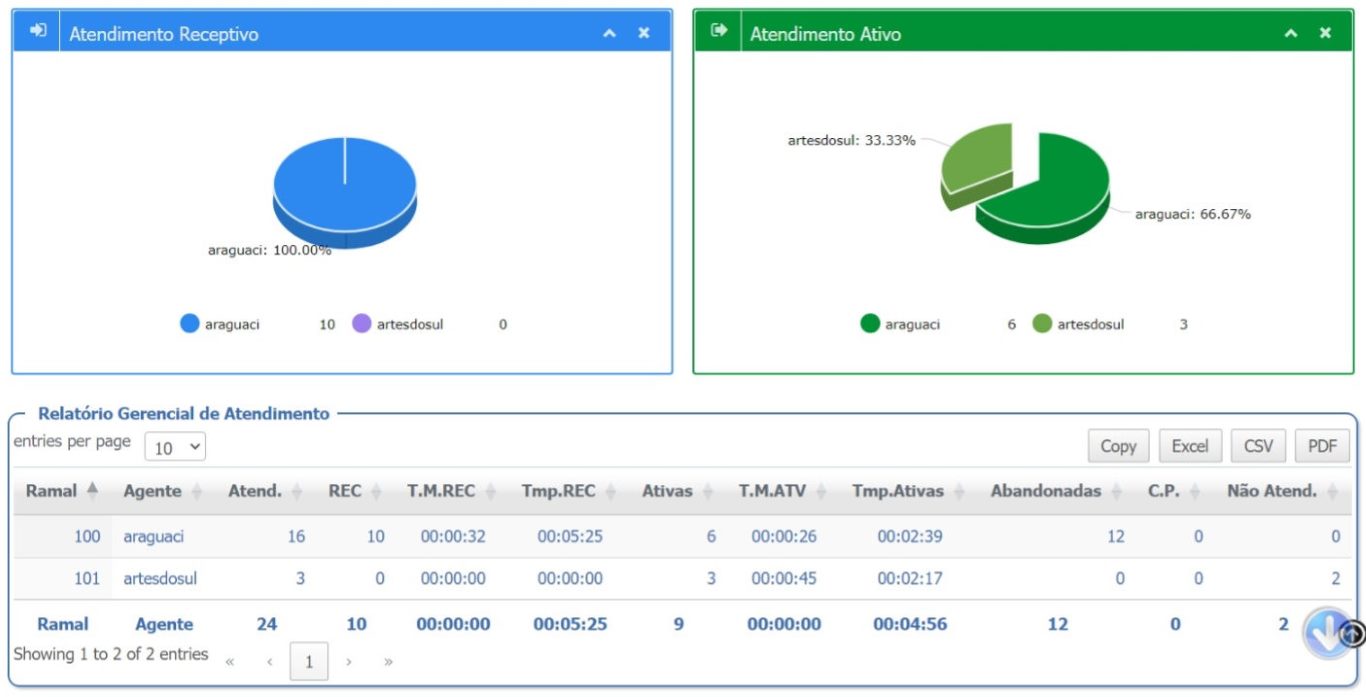 Atendimento Receptivo
araguaci: 100.00%
araguaci 10 artesdosul 0
Atendimento Ativo
artesdosul: 33.33%
araguaci: 66.67%
araguaci 6 artesdosul 3
Relatório Gerencial de Atendimento
entries per page 10 Copy Excel CSV PDF
Ramal Agente Atend. REC T.M.REC Tmp.REC Ativas T.M.ATV Tmp.Ativas Abandonadas C.P. Não Atend.
100 araguaci 16 10 00:00:32 00:05:25 6 00:00:26 00:02:39 12 0 0
101 artesdosul 3 0 00:00:00 00:00:00 3 00:00:45 00:02:17 0 0 2
Ramal Agente 24 10 00:00:00 00:05:25 9 00:00:00 00:04:56 12 0 2
Showing 1 to 2 of 2 entries « ‹ 1 › »